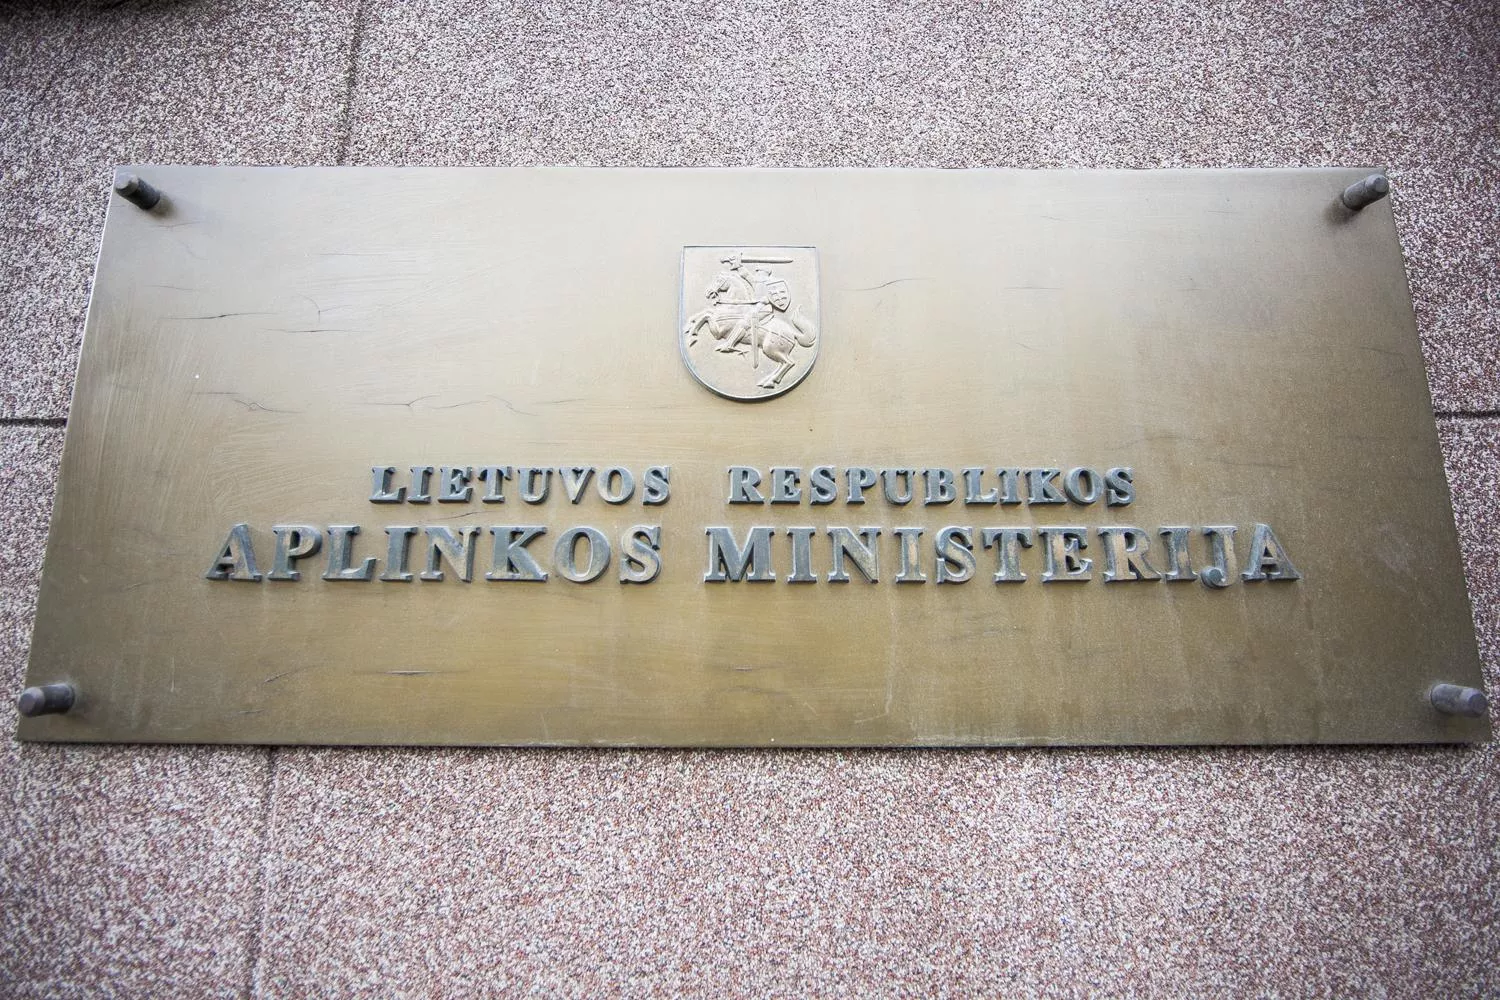 LIETUVOS RESPUBLIKOS
APLINKOS MINISTERIJA